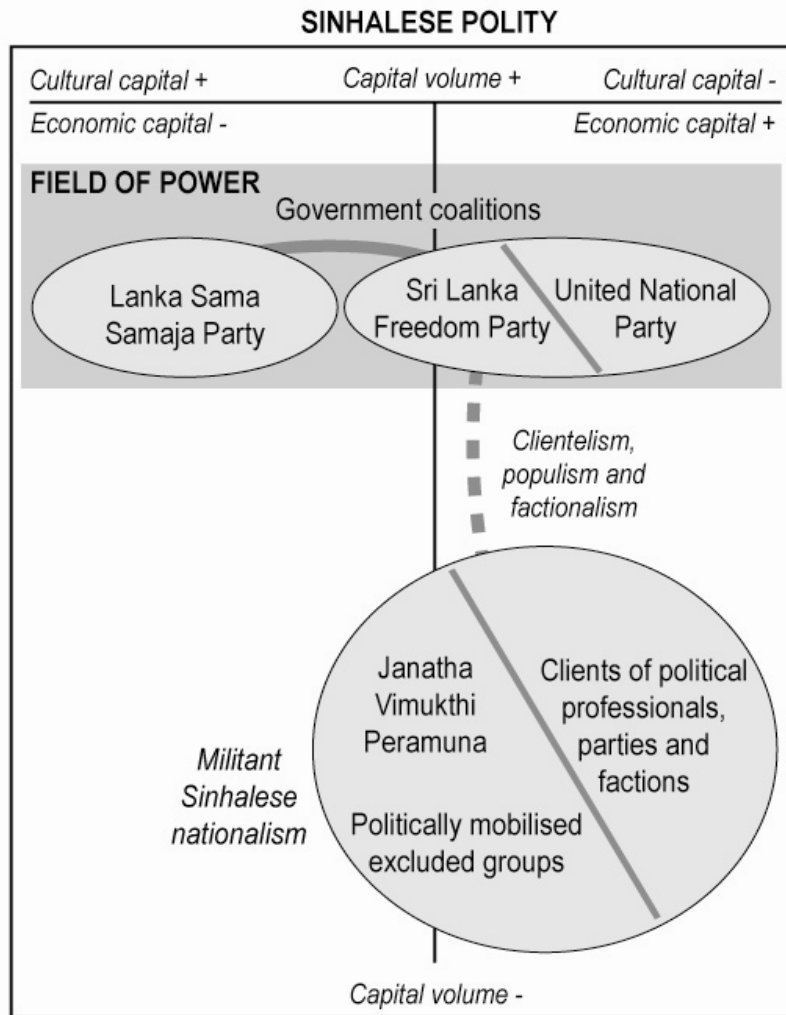 SINHALESE POLITY
Cultural capital +
Capital volume +
Cultural capital -
Economic capital -
Economic capital +
FIELD OF POWER
Government coalitions
Lanka Sama
Samaja Party
Sri Lanka
Freedom Party
United National
Party
Clientelism,
populism and
factionalism
Janatha
Vimukthi
Peramuna
Clients of political
professionals,
parties and
factions
Militant
Sinhalese
nationalism
Politically mobilised
excluded groups
Capital volume -